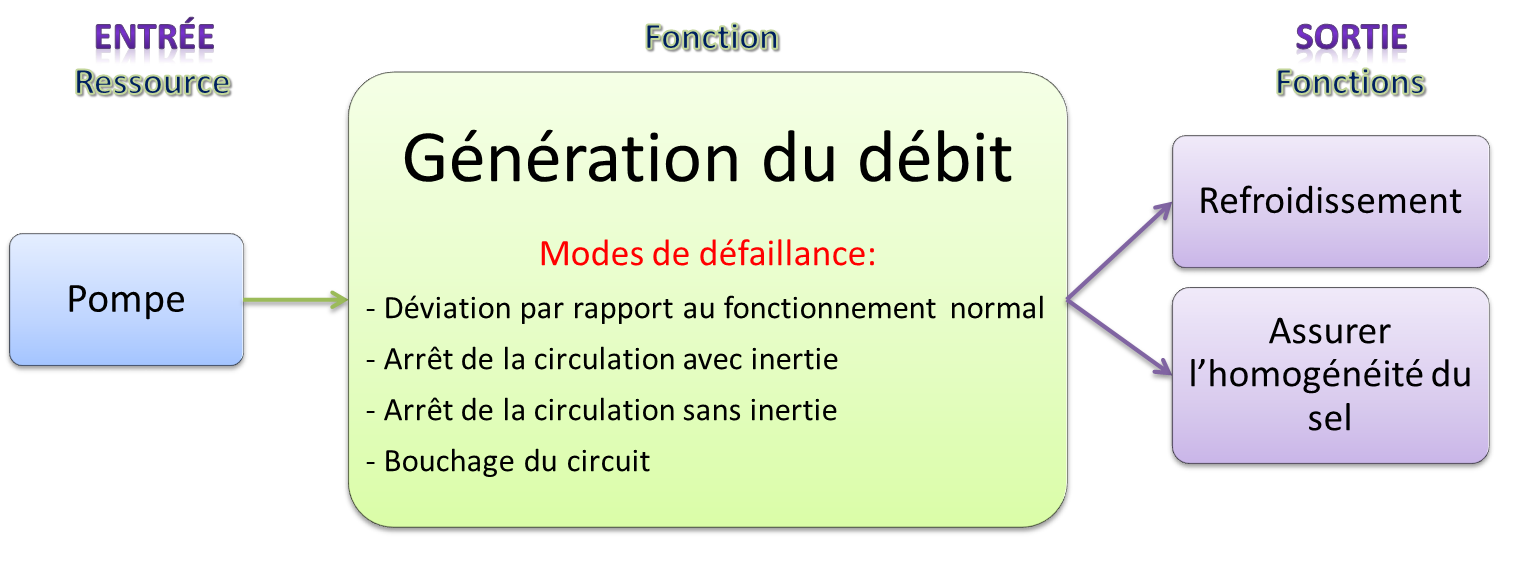 ENTRÉE
Ressource
Pompe
Fonction
Génération du débit
Modes de défaillance:
- Déviation par rapport au fonctionnement normal
- Arrêt de la circulation avec inertie
- Arrêt de la circulation sans inertie
- Bouchage du circuit
SORTIE
Fonctions
Refroidissement
Assurer
l’homogénéité du
sel